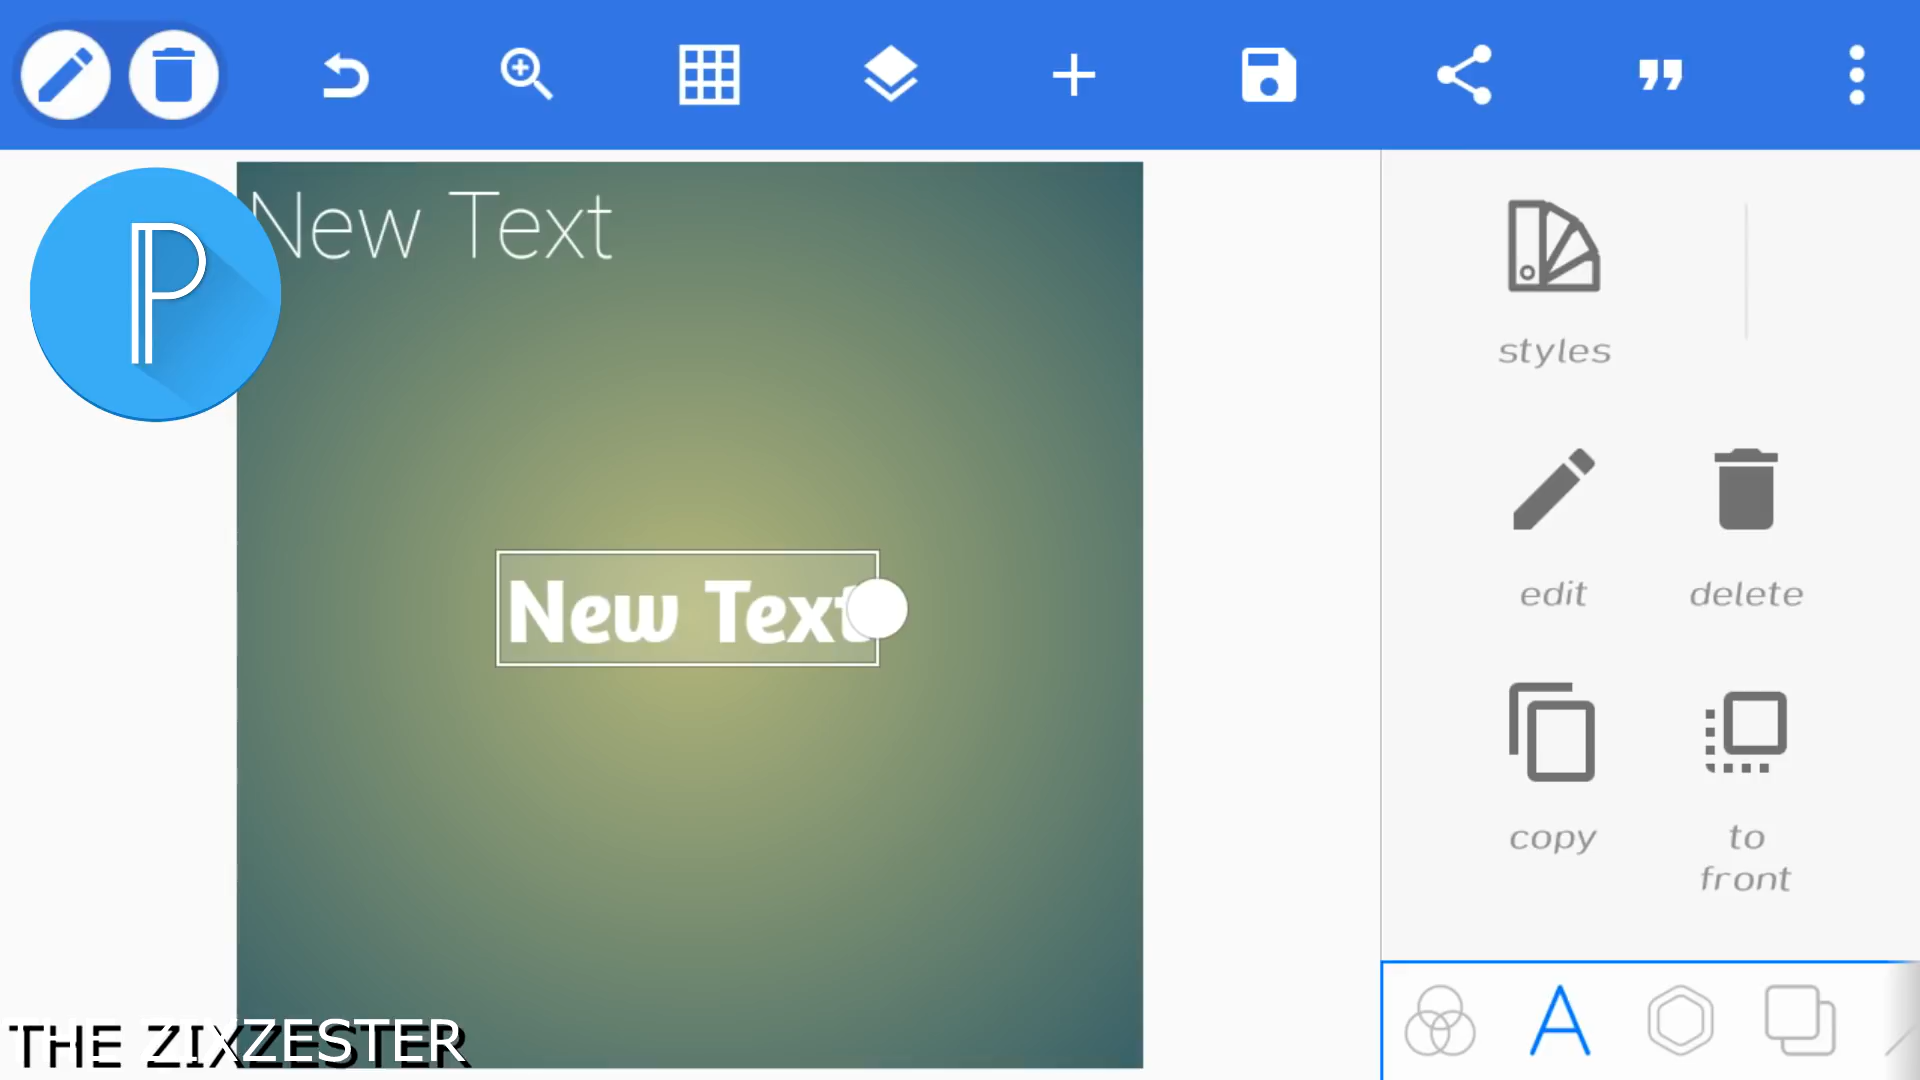 New Text
P
styles
New Text
edit
delete
copy
to
front
A
THE ZIXZESTER